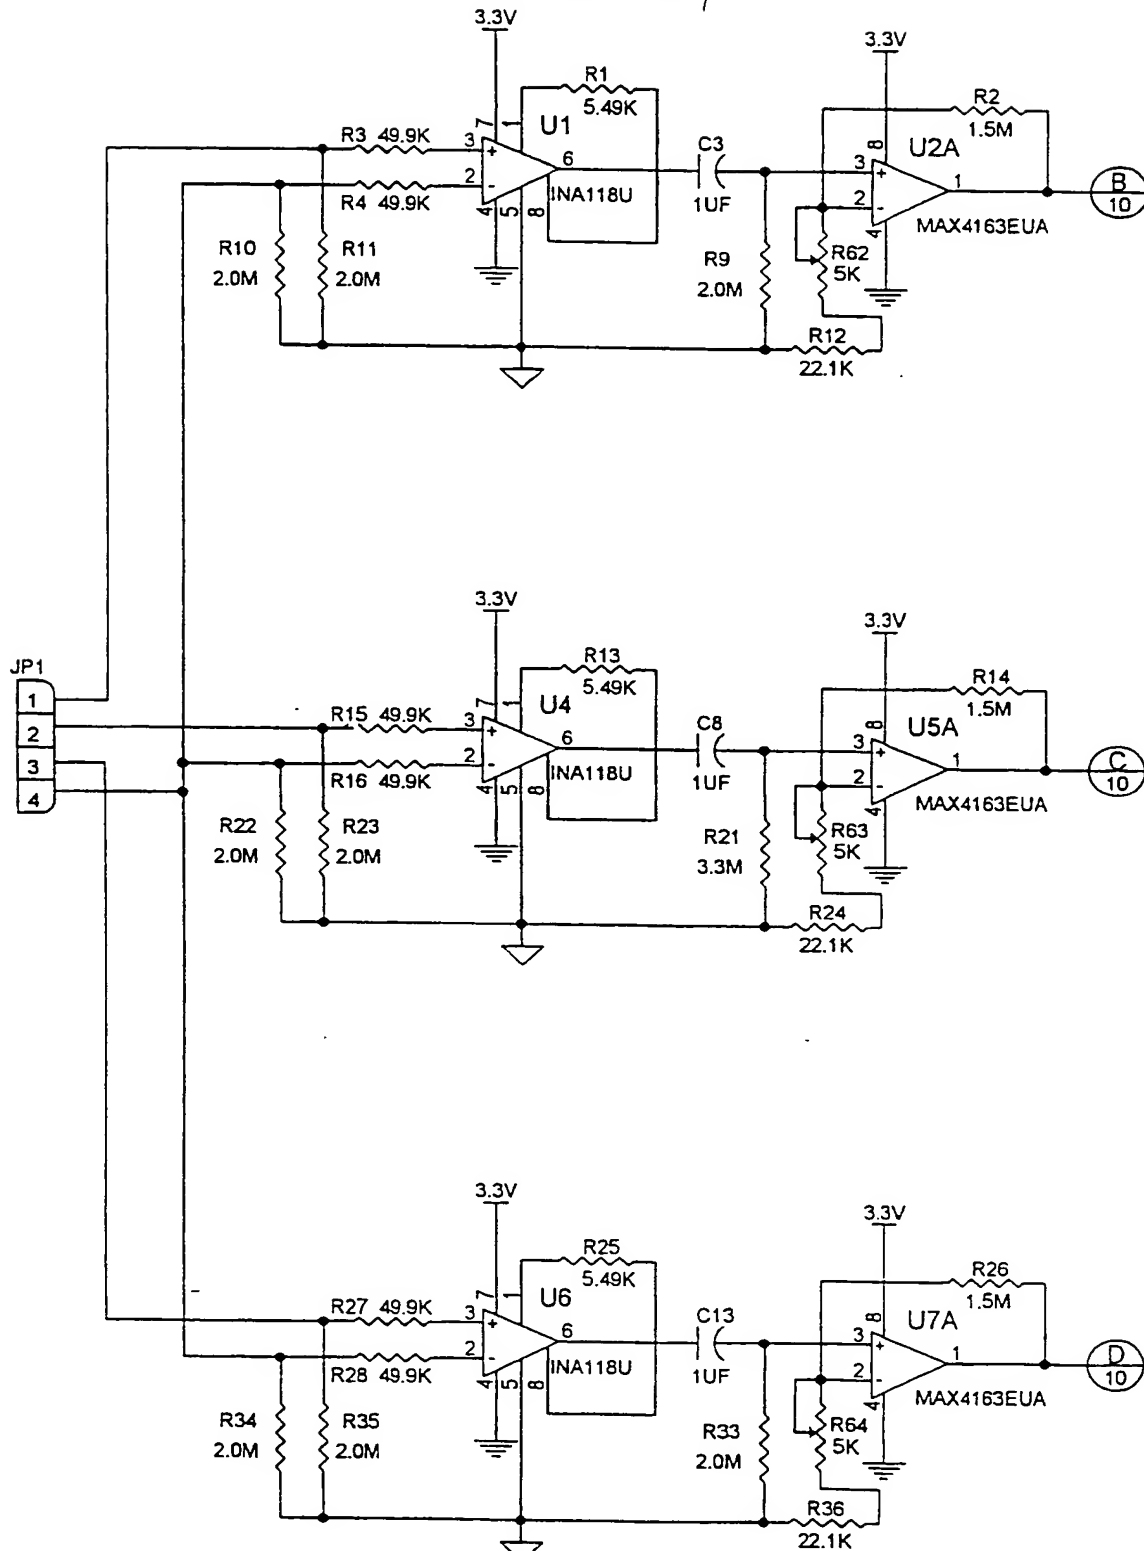 3.3V
R1
5.49K
U1
R3 49.9K
7
1
3
+
2
-
6
R4 49.9K
4
5
8
INA118U
R10
2.0M
R11
2.0M
C3
1UF
R9
2.0M
3.3V
R2
1.5M
8
U2A
3
+
2
-
1
4
MAX4163EUA
R62
5K
R12
22.1K
B
10
JP1
1
2
3
4
3.3V
R13
5.49K
U4
R15 49.9K
7
1
3
+
2
-
6
R16 49.9K
4
5
8
INA118U
R22
2.0M
R23
2.0M
C8
1UF
R21
3.3M
3.3V
R14
1.5M
8
U5A
3
+
2
-
1
4
MAX4163EUA
R63
5K
R24
22.1K
C
10
3.3V
R25
5.49K
U6
R27 49.9K
7
1
3
+
2
-
6
R28 49.9K
4
5
8
INA118U
R34
2.0M
R35
2.0M
C13
1UF
R33
2.0M
3.3V
R26
1.5M
8
U7A
3
+
2
-
1
4
MAX4163EUA
R64
5K
R36
22.1K
D
10